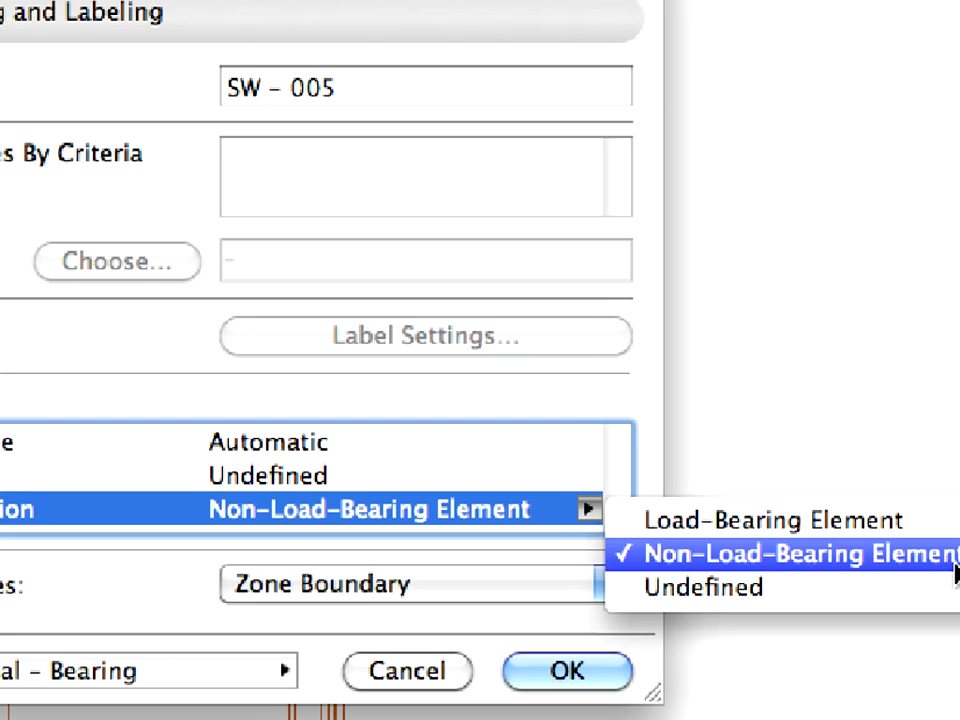 g and Labeling
SW - 005
es By Criteria
Choose...
-
Label Settings...
e Automatic
Undefined
ion Non-Load-Bearing Element
Load-Bearing Element
✓ Non-Load-Bearing Element
Undefined
es: Zone Boundary
al - Bearing
Cancel
OK